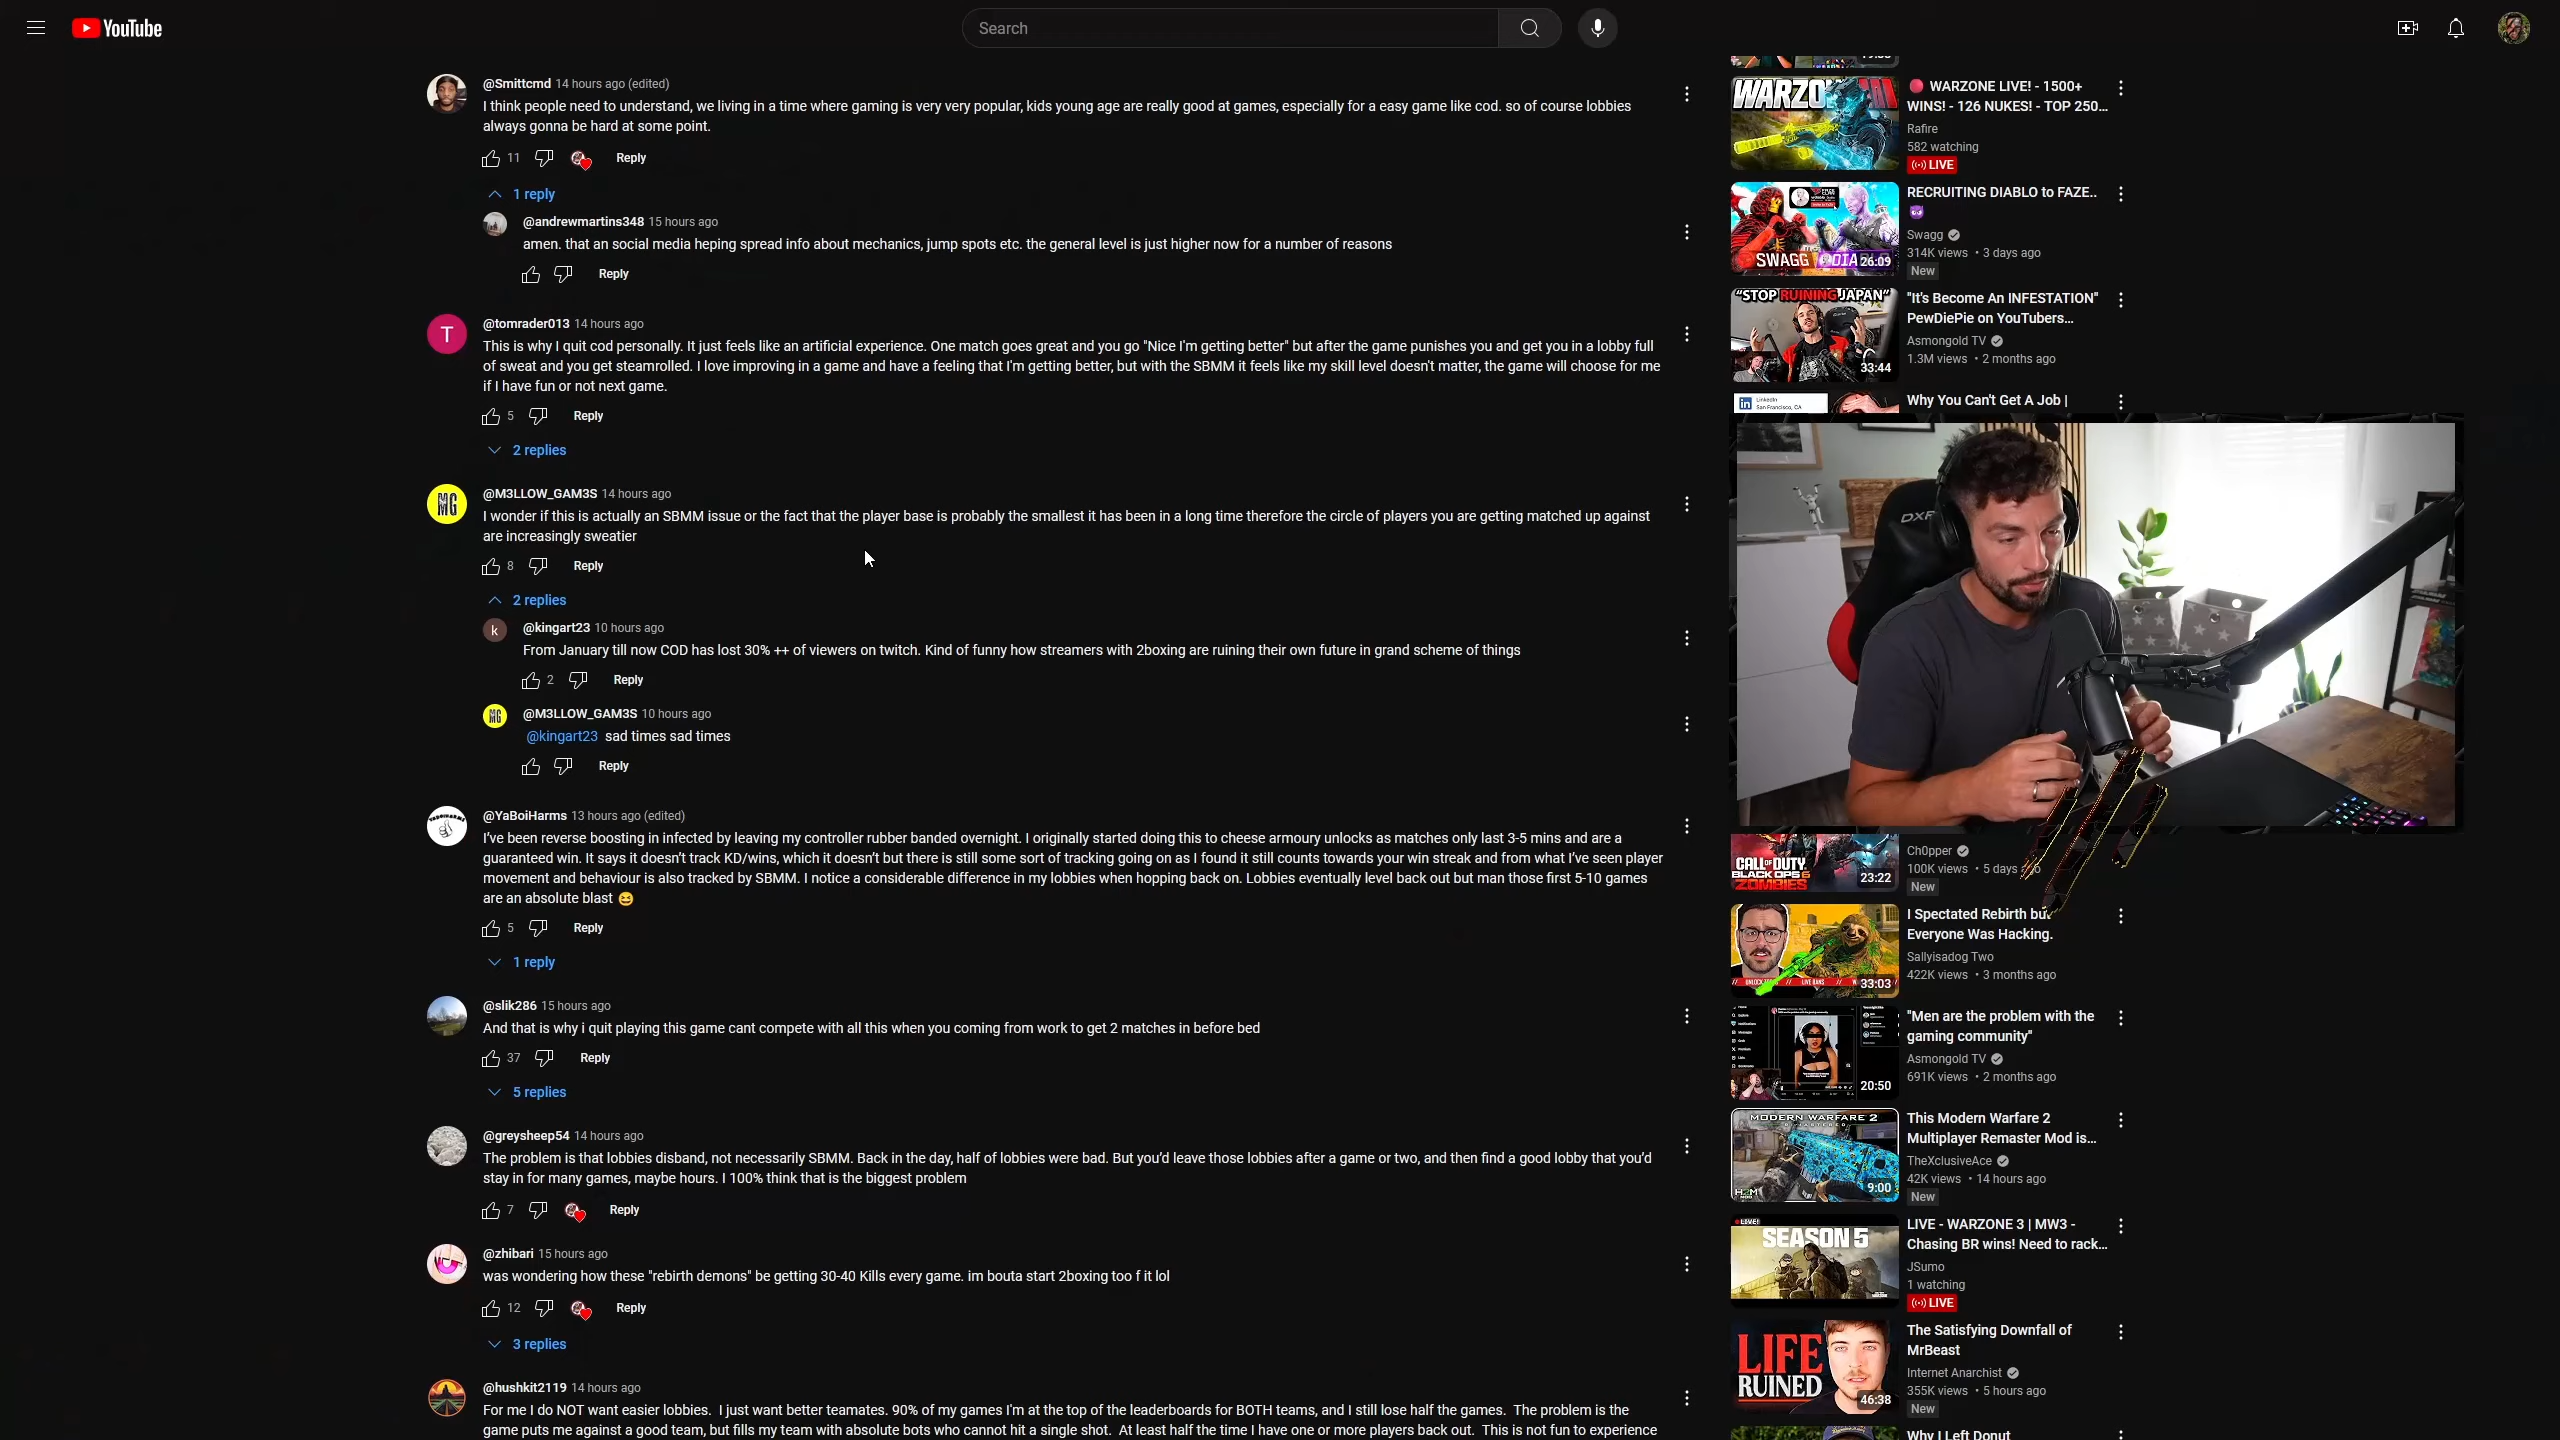 YouTube
Search
@Smittcmd 14 hours ago (edited)
I think people need to understand, we living in a time where gaming is very very popular, kids young age are really good at games, especially for a easy game like cod. so of course lobbies
always gonna be hard at some point.
11
Reply
1 reply
@andrewmartins348 15 hours ago
amen. that an social media heping spread info about mechanics, jump spots etc. the general level is just higher now for a number of reasons
Reply
T
@tomrader013 14 hours ago
This is why I quit cod personally. It just feels like an artificial experience. One match goes great and you go "Nice I'm getting better" but after the game punishes you and get you in a lobby full
of sweat and you get steamrolled. I love improving in a game and have a feeling that I'm getting better, but with the SBMM it feels like my skill level doesn't matter, the game will choose for me
if I have fun or not next game.
5
Reply
2 replies
MG
@M3LLOW_GAM3S 14 hours ago
I wonder if this is actually an SBMM issue or the fact that the player base is probably the smallest it has been in a long time therefore the circle of players you are getting matched up against
are increasingly sweatier
8
Reply
2 replies
k
@kingart23 10 hours ago
From January till now COD has lost 30% ++ of viewers on twitch. Kind of funny how streamers with 2boxing are ruining their own future in grand scheme of things
2
Reply
MG
@M3LLOW_GAM3S 10 hours ago
@kingart23 sad times sad times
Reply
@YaBoiHarms 13 hours ago (edited)
I've been reverse boosting in infected by leaving my controller rubber banded overnight. I originally started doing this to cheese armoury unlocks as matches only last 3-5 mins and are a
guaranteed win. It says it doesn't track KD/wins, which it doesn't but there is still some sort of tracking going on as I found it still counts towards your win streak and from what I've seen player
movement and behaviour is also tracked by SBMM. I notice a considerable difference in my lobbies when hopping back on. Lobbies eventually level back out but man those first 5-10 games
are an absolute blast 😆
5
Reply
1 reply
@slik286 15 hours ago
And that is why i quit playing this game cant compete with all this when you coming from work to get 2 matches in before bed
37
Reply
5 replies
@greysheep54 14 hours ago
The problem is that lobbies disband, not necessarily SBMM. Back in the day, half of lobbies were bad. But you'd leave those lobbies after a game or two, and then find a good lobby that you'd
stay in for many games, maybe hours. I 100% think that is the biggest problem
7
Reply
@zhibari 15 hours ago
was wondering how these "rebirth demons" be getting 30-40 Kills every game. im bouta start 2boxing too f it lol
12
Reply
3 replies
@hushkit2119 14 hours ago
For me I do NOT want easier lobbies. I just want better teamates. 90% of my games I'm at the top of the leaderboards for BOTH teams, and I still lose half the games. The problem is the
game puts me against a good team, but fills my team with absolute bots who cannot hit a single shot. At least half the time I have one or more players back out. This is not fun to experience
WARZO
🔴 WARZONE LIVE! - 1500+
WINS! - 126 NUKES! - TOP 250...
Rafire
582 watching
LIVE
SWAGG
26:09
RECRUITING DIABLO to FAZE..
😈
Swagg
314K views • 3 days ago
New
"STOP RUINING JAPAN"
33:44
"It's Become An INFESTATION"
PewDiePie on YouTubers...
Asmongold TV
1.3M views • 2 months ago
LinkedIn
San Francisco, CA
Why You Can't Get A Job |
DXR
CALL OF DUTY
BLACK OPS 6
ZOMBIES
23:22
Ch0pper
100K views • 5 days
New
33:03
I Spectated Rebirth but
Everyone Was Hacking.
Sallyisadog Two
422K views • 3 months ago
20:50
"Men are the problem with the
gaming community"
Asmongold TV
691K views • 2 months ago
MODERN WARFARE 2
H2M
9:00
This Modern Warfare 2
Multiplayer Remaster Mod is...
TheXclusiveAce
42K views • 14 hours ago
New
LIVE!
SEASON 5
LIVE - WARZONE 3 | MW3 -
Chasing BR wins! Need to rack...
JSumo
1 watching
LIVE
LIFE
RUINED
46:38
The Satisfying Downfall of
MrBeast
Internet Anarchist
355K views • 5 hours ago
New
Why I Left Donut